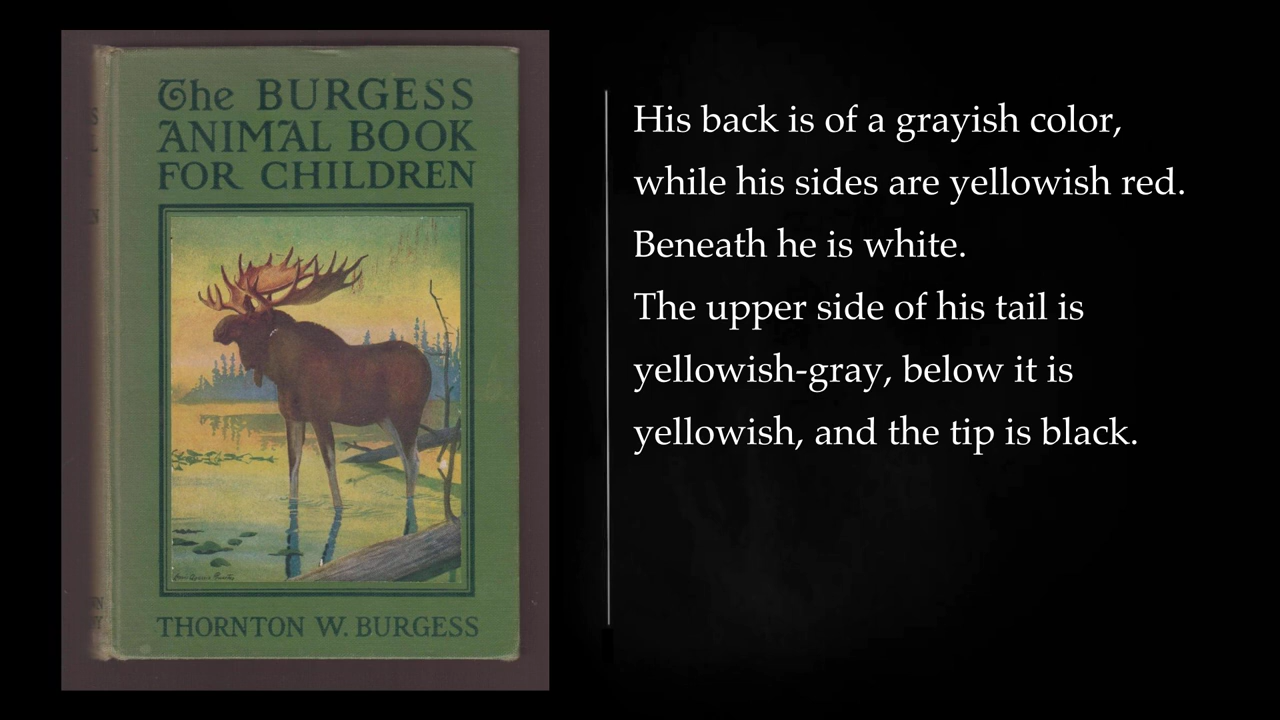 The BURGESS
ANIMAL BOOK
FOR CHILDREN
THORNTON W. BURGESS
His back is of a grayish color,
while his sides are yellowish red.
Beneath he is white.
The upper side of his tail is
yellowish-gray, below it is
yellowish, and the tip is black.